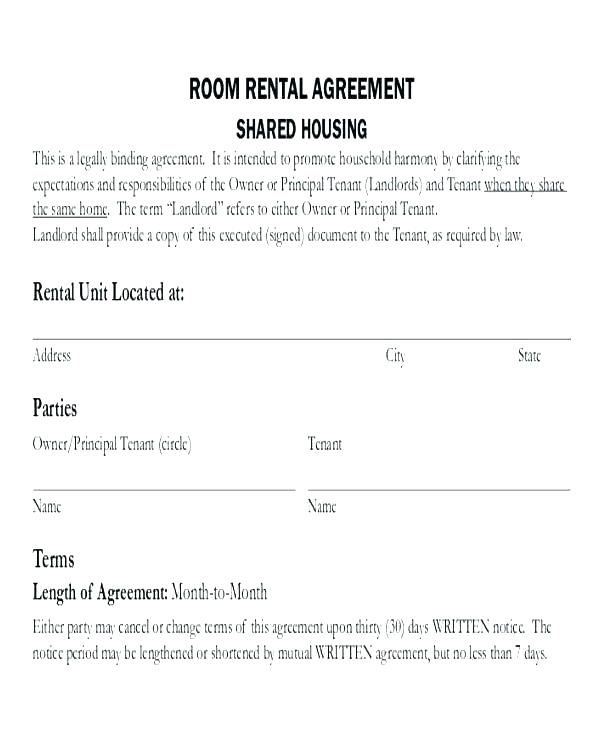 ROOM RENTAL AGREEMENT
SHARED HOUSING
This is a legally binding agreement. It is intended to promote household harmony by clarifying the
expectations and responsibilities of the Owner or Principal Tenant (Landlords) and Tenant when they share
the same home. The term “Landlord” refers to either Owner or Principal Tenant.
Landlord shall provide a copy of this executed (signed) document to the Tenant, as required by law.
Rental Unit Located at:
Address City State
Parties
Owner/Principal Tenant (circle) Tenant
Name Name
Terms
Length of Agreement: Month-to-Month
Either party may cancel or change terms of this agreement upon thirty (30) days WRITTEN notice. The
notice period may be lengthened or shortened by mutual WRITTEN agreement, but no less than 7 days.